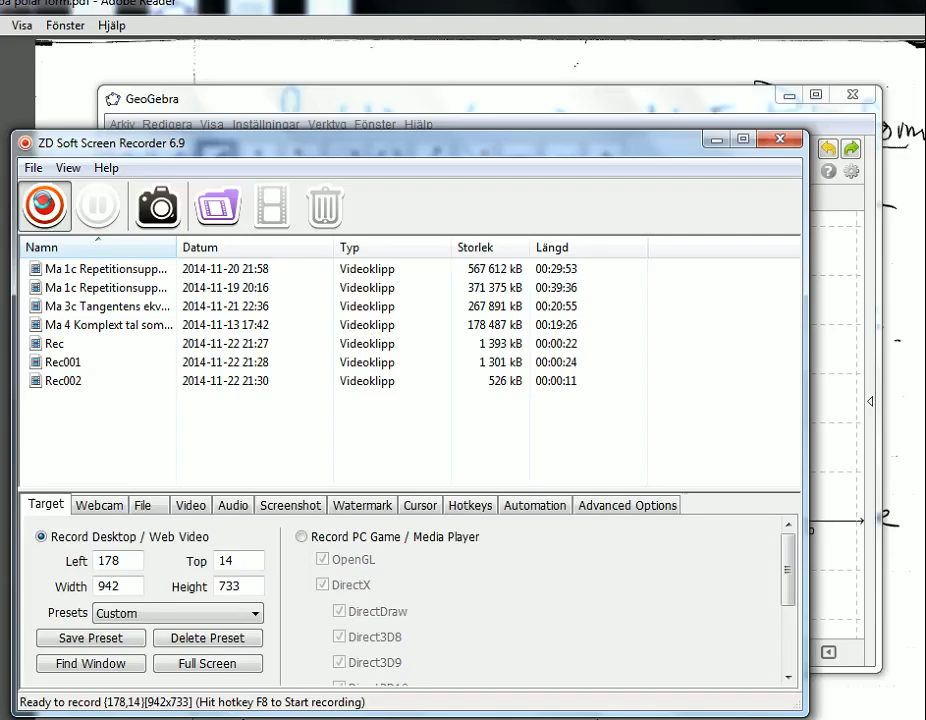 på polär form.pdf - Adobe Reader
Visa Fönster Hjälp
GeoGebra
Arkiv Redigera Visa Inställningar Verktyg Fönster Hjälp
ZD Soft Screen Recorder 6.9
File View Help
Namn Datum Typ Storlek Längd
Ma 1c Repetitionsupp... 2014-11-20 21:58 Videoklipp 567 612 kB 00:29:53
Ma 1c Repetitionsupp... 2014-11-19 20:16 Videoklipp 371 375 kB 00:39:36
Ma 3c Tangentens ekv... 2014-11-21 22:36 Videoklipp 267 891 kB 00:20:55
Ma 4 Komplext tal som... 2014-11-13 17:42 Videoklipp 178 487 kB 00:19:26
Rec 2014-11-22 21:27 Videoklipp 1 393 kB 00:00:22
Rec001 2014-11-22 21:28 Videoklipp 1 301 kB 00:00:24
Rec002 2014-11-22 21:30 Videoklipp 526 kB 00:00:11
Target Webcam File Video Audio Screenshot Watermark Cursor Hotkeys Automation Advanced Options
Record Desktop / Web Video Record PC Game / Media Player
Left 178 Top 14 OpenGL
Width 942 Height 733 DirectX
Presets Custom DirectDraw
Save Preset Delete Preset Direct3D8
Find Window Full Screen Direct3D9
Ready to record {178,14}[942x733] (Hit hotkey F8 to Start recording)